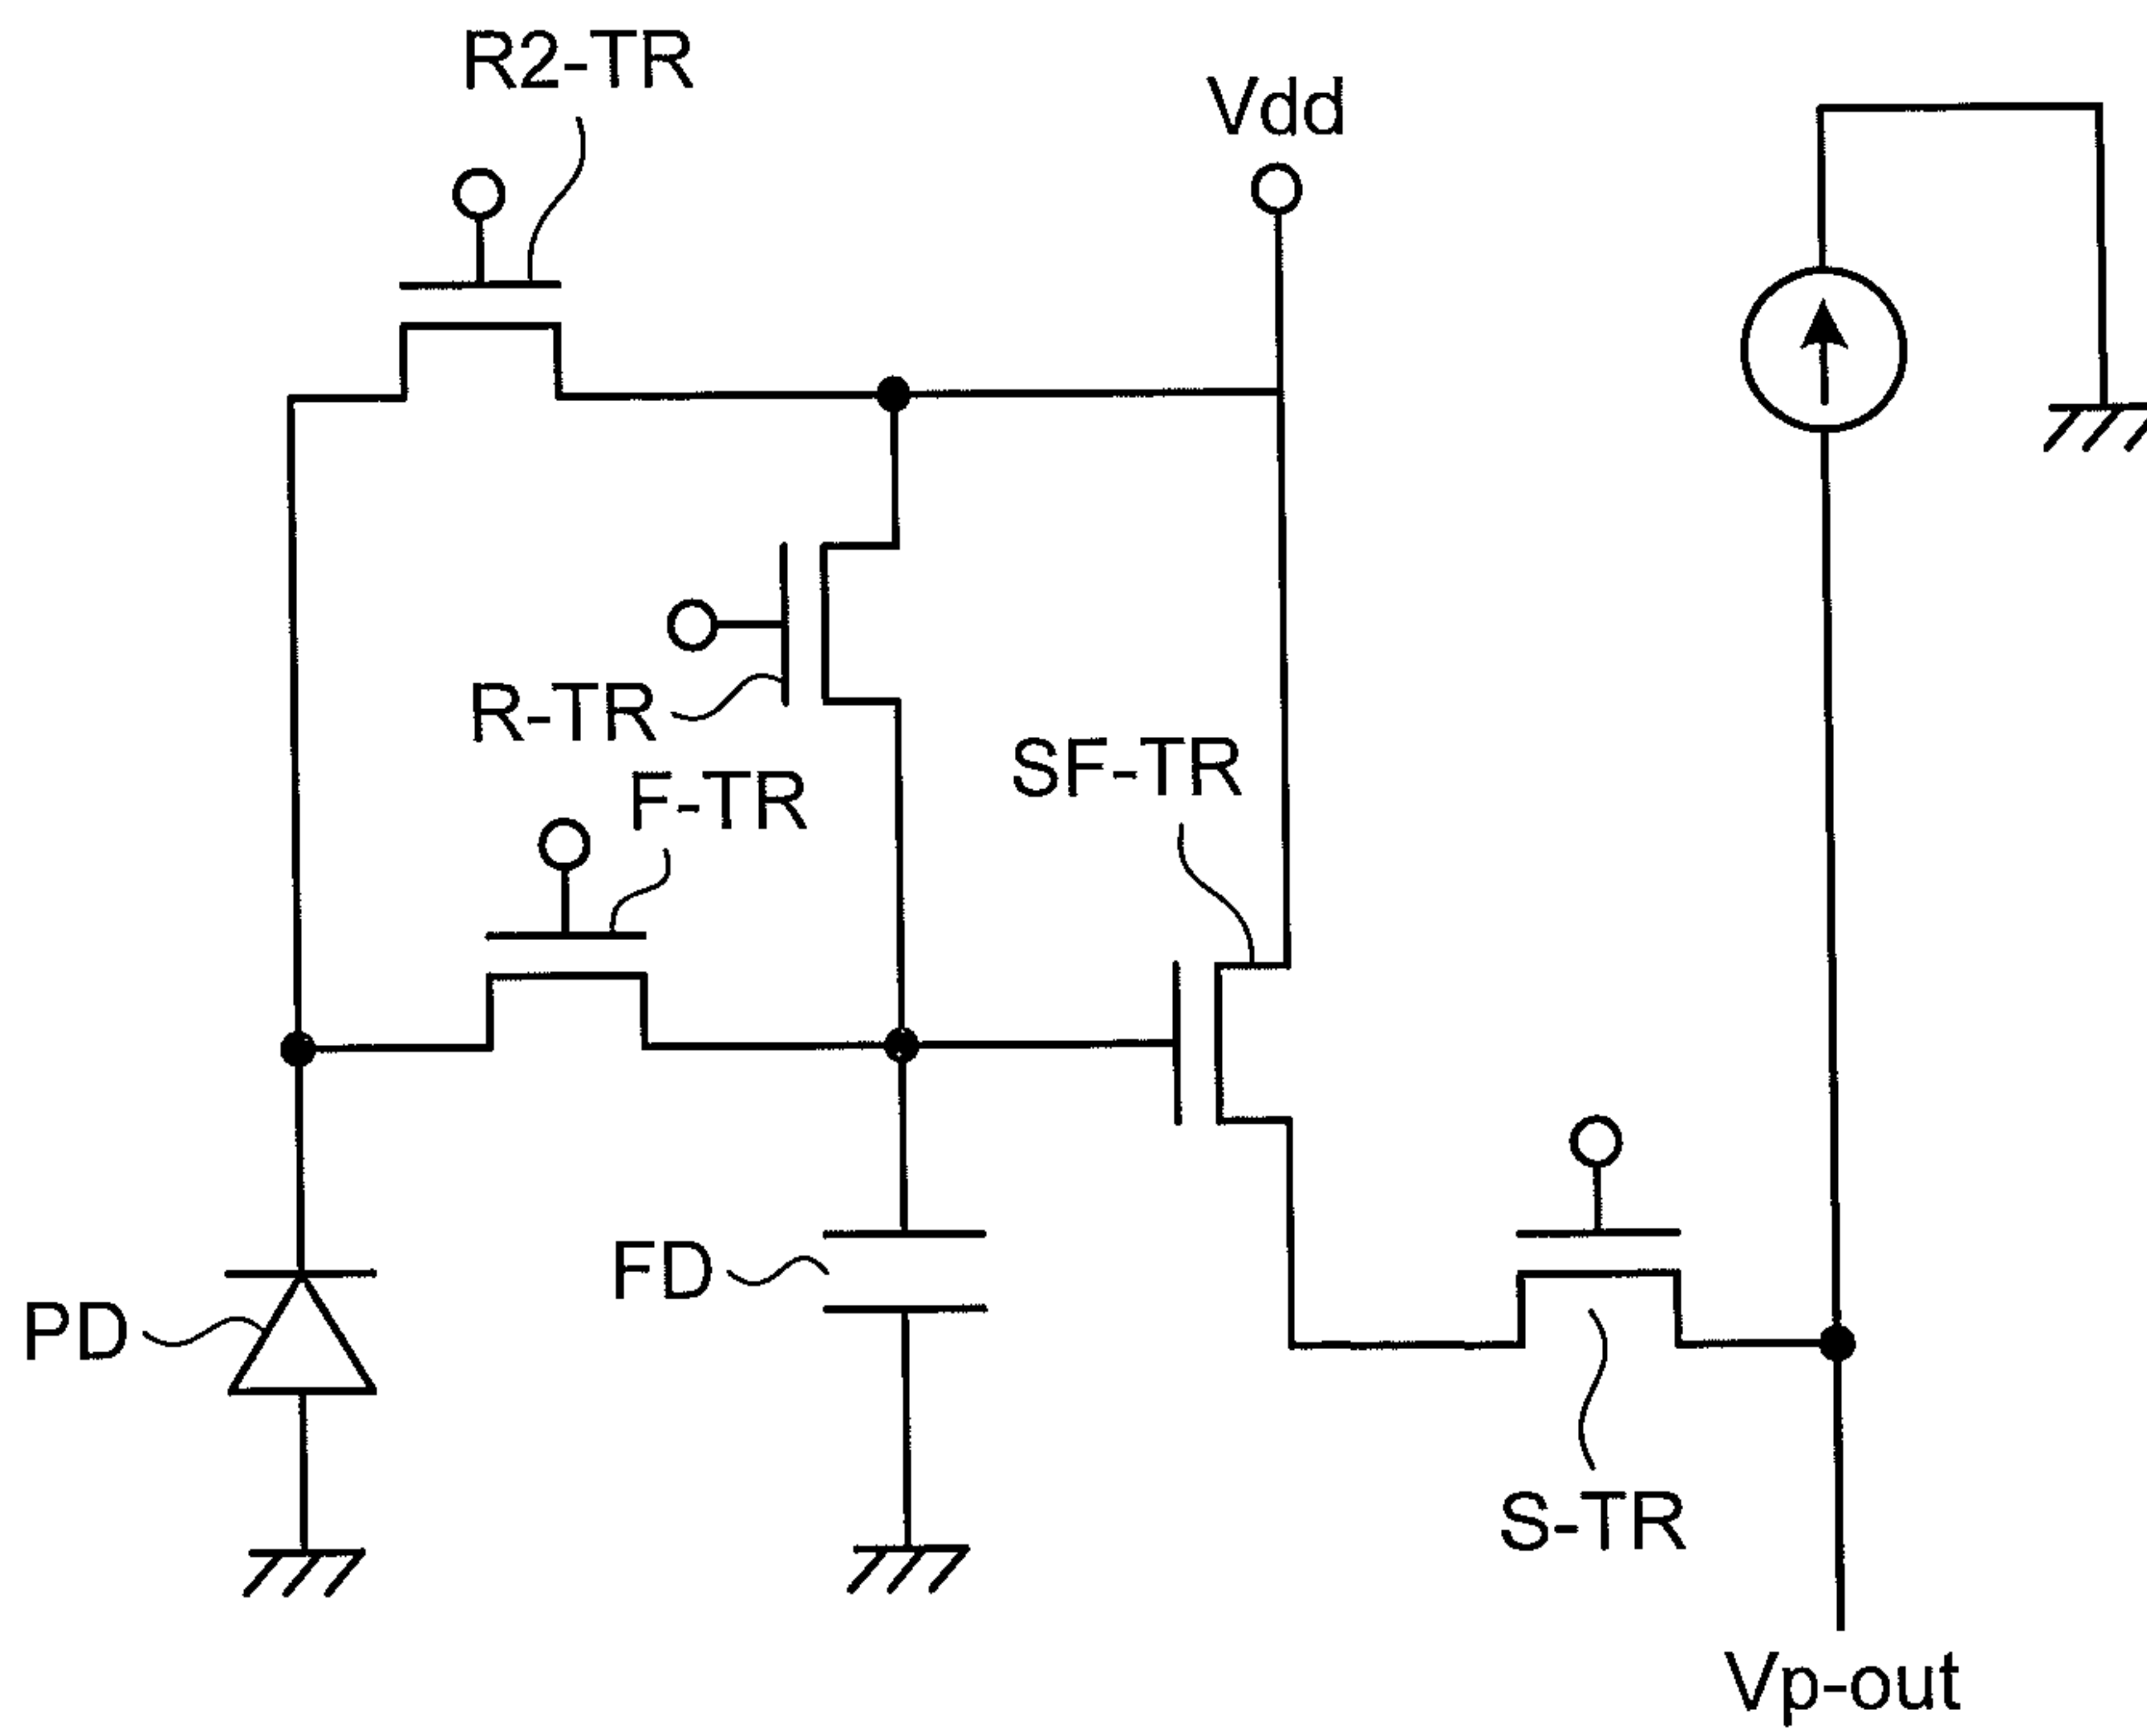 R2-TR
Vdd
R-TR
F-TR
SF-TR
FD
PD
S-TR
Vp-out